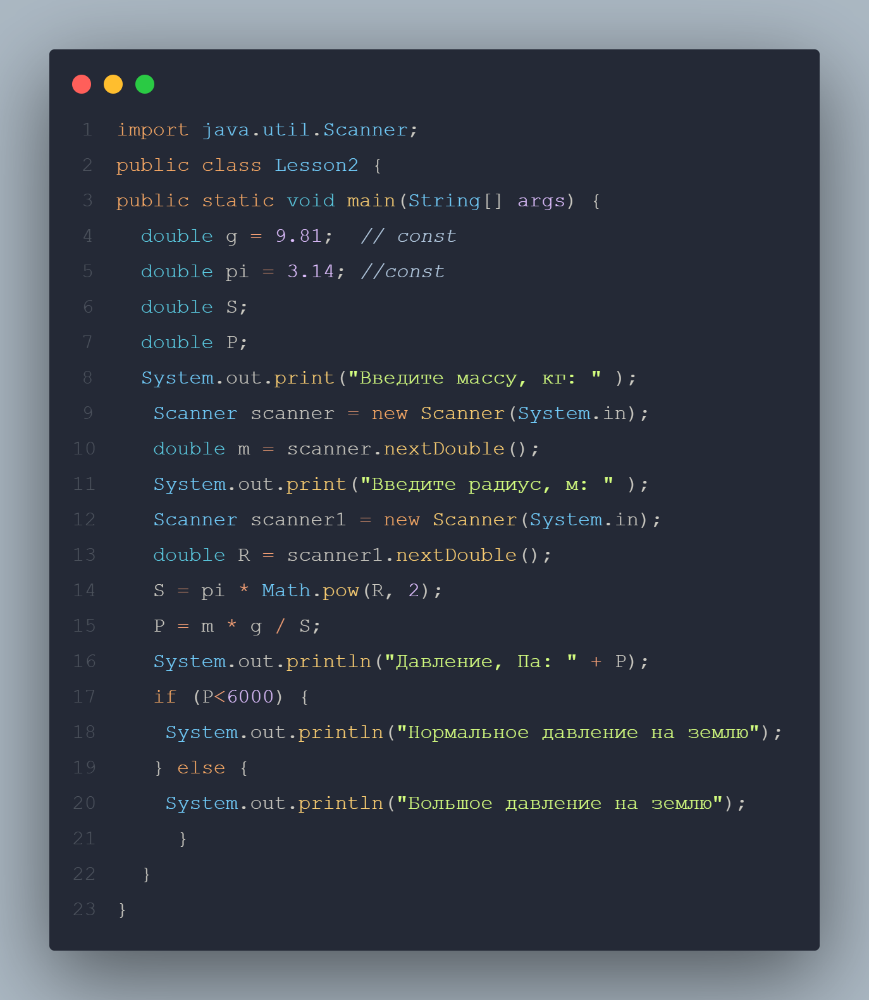 1 import java.util.Scanner;
2 public class Lesson2 {
3 public static void main(String[] args) {
4   double g = 9.81;  // const
5   double pi = 3.14; //const
6   double S;
7   double P;
8   System.out.print("Введите массу, кг: " );
9    Scanner scanner = new Scanner(System.in);
10    double m = scanner.nextDouble();
11    System.out.print("Введите радиус, м: " );
12    Scanner scanner1 = new Scanner(System.in);
13    double R = scanner1.nextDouble();
14    S = pi * Math.pow(R, 2);
15    P = m * g / S;
16    System.out.println("Давление, Па: " + P);
17    if (P<6000) {
18     System.out.println("Нормальное давление на землю");
19    } else {
20     System.out.println("Большое давление на землю");
21      }
22   }
23 }